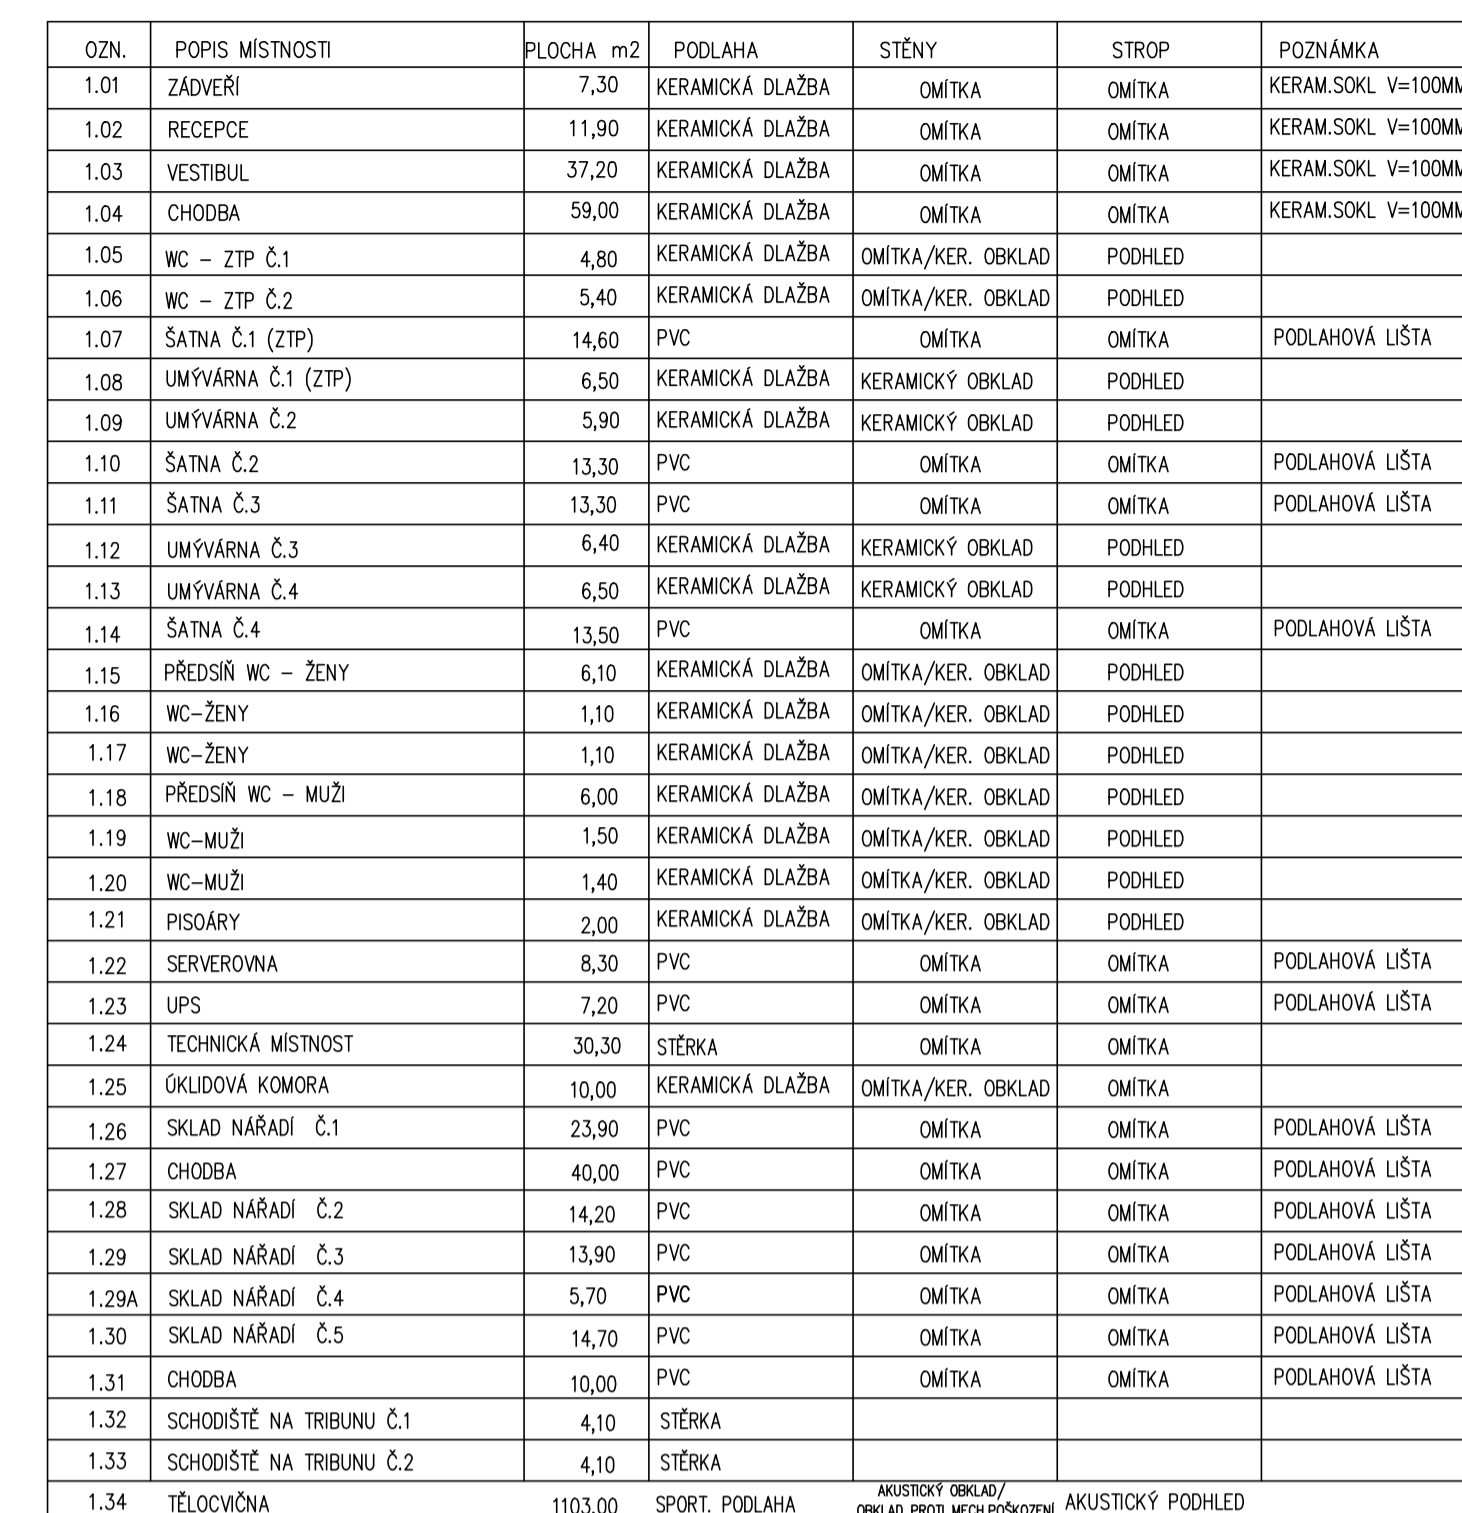 OZN. POPIS MÍSTNOSTI PLOCHA m2 PODLAHA STĚNY STROP POZNÁMKA
1.01 ZÁDVEŘÍ 7,30 KERAMICKÁ DLAŽBA OMÍTKA OMÍTKA KERAM.SOKL V=100MM
1.02 RECEPCE 11,90 KERAMICKÁ DLAŽBA OMÍTKA OMÍTKA KERAM.SOKL V=100MM
1.03 VESTIBUL 37,20 KERAMICKÁ DLAŽBA OMÍTKA OMÍTKA KERAM.SOKL V=100MM
1.04 CHODBA 59,00 KERAMICKÁ DLAŽBA OMÍTKA OMÍTKA KERAM.SOKL V=100MM
1.05 WC – ZTP Č.1 4,80 KERAMICKÁ DLAŽBA OMÍTKA/KER. OBKLAD PODHLED
1.06 WC – ZTP Č.2 5,40 KERAMICKÁ DLAŽBA OMÍTKA/KER. OBKLAD PODHLED
1.07 ŠATNA Č.1 (ZTP) 14,60 PVC OMÍTKA OMÍTKA PODLAHOVÁ LIŠTA
1.08 UMÝVÁRNA Č.1 (ZTP) 6,50 KERAMICKÁ DLAŽBA KERAMICKÝ OBKLAD PODHLED
1.09 UMÝVÁRNA Č.2 5,90 KERAMICKÁ DLAŽBA KERAMICKÝ OBKLAD PODHLED
1.10 ŠATNA Č.2 13,30 PVC OMÍTKA OMÍTKA PODLAHOVÁ LIŠTA
1.11 ŠATNA Č.3 13,30 PVC OMÍTKA OMÍTKA PODLAHOVÁ LIŠTA
1.12 UMÝVÁRNA Č.3 6,40 KERAMICKÁ DLAŽBA KERAMICKÝ OBKLAD PODHLED
1.13 UMÝVÁRNA Č.4 6,50 KERAMICKÁ DLAŽBA KERAMICKÝ OBKLAD PODHLED
1.14 ŠATNA Č.4 13,50 PVC OMÍTKA OMÍTKA PODLAHOVÁ LIŠTA
1.15 PŘEDSÍŇ WC – ŽENY 6,10 KERAMICKÁ DLAŽBA OMÍTKA/KER. OBKLAD PODHLED
1.16 WC–ŽENY 1,10 KERAMICKÁ DLAŽBA OMÍTKA/KER. OBKLAD PODHLED
1.17 WC–ŽENY 1,10 KERAMICKÁ DLAŽBA OMÍTKA/KER. OBKLAD PODHLED
1.18 PŘEDSÍŇ WC – MUŽI 6,00 KERAMICKÁ DLAŽBA OMÍTKA/KER. OBKLAD PODHLED
1.19 WC–MUŽI 1,50 KERAMICKÁ DLAŽBA OMÍTKA/KER. OBKLAD PODHLED
1.20 WC–MUŽI 1,40 KERAMICKÁ DLAŽBA OMÍTKA/KER. OBKLAD PODHLED
1.21 PISOÁRY 2,00 KERAMICKÁ DLAŽBA OMÍTKA/KER. OBKLAD PODHLED
1.22 SERVEROVNA 8,30 PVC OMÍTKA OMÍTKA PODLAHOVÁ LIŠTA
1.23 UPS 7,20 PVC OMÍTKA OMÍTKA PODLAHOVÁ LIŠTA
1.24 TECHNICKÁ MÍSTNOST 30,30 STĚRKA OMÍTKA OMÍTKA
1.25 ÚKLIDOVÁ KOMORA 10,00 KERAMICKÁ DLAŽBA OMÍTKA/KER. OBKLAD OMÍTKA
1.26 SKLAD NÁŘADÍ Č.1 23,90 PVC OMÍTKA OMÍTKA PODLAHOVÁ LIŠTA
1.27 CHODBA 40,00 PVC OMÍTKA OMÍTKA PODLAHOVÁ LIŠTA
1.28 SKLAD NÁŘADÍ Č.2 14,20 PVC OMÍTKA OMÍTKA PODLAHOVÁ LIŠTA
1.29 SKLAD NÁŘADÍ Č.3 13,90 PVC OMÍTKA OMÍTKA PODLAHOVÁ LIŠTA
1.29A SKLAD NÁŘADÍ Č.4 5,70 PVC OMÍTKA OMÍTKA PODLAHOVÁ LIŠTA
1.30 SKLAD NÁŘADÍ Č.5 14,70 PVC OMÍTKA OMÍTKA PODLAHOVÁ LIŠTA
1.31 CHODBA 10,00 PVC OMÍTKA OMÍTKA PODLAHOVÁ LIŠTA
1.32 SCHODIŠTĚ NA TRIBUNU Č.1 4,10 STĚRKA
1.33 SCHODIŠTĚ NA TRIBUNU Č.2 4,10 STĚRKA
1.34 TĚLOCVIČNA 1103,00 SPORT. PODLAHA AKUSTICKÝ OBKLAD/ AKUSTICKÝ PODHLED
OBKLAD PROTI MECH.POŠKOZENÍ